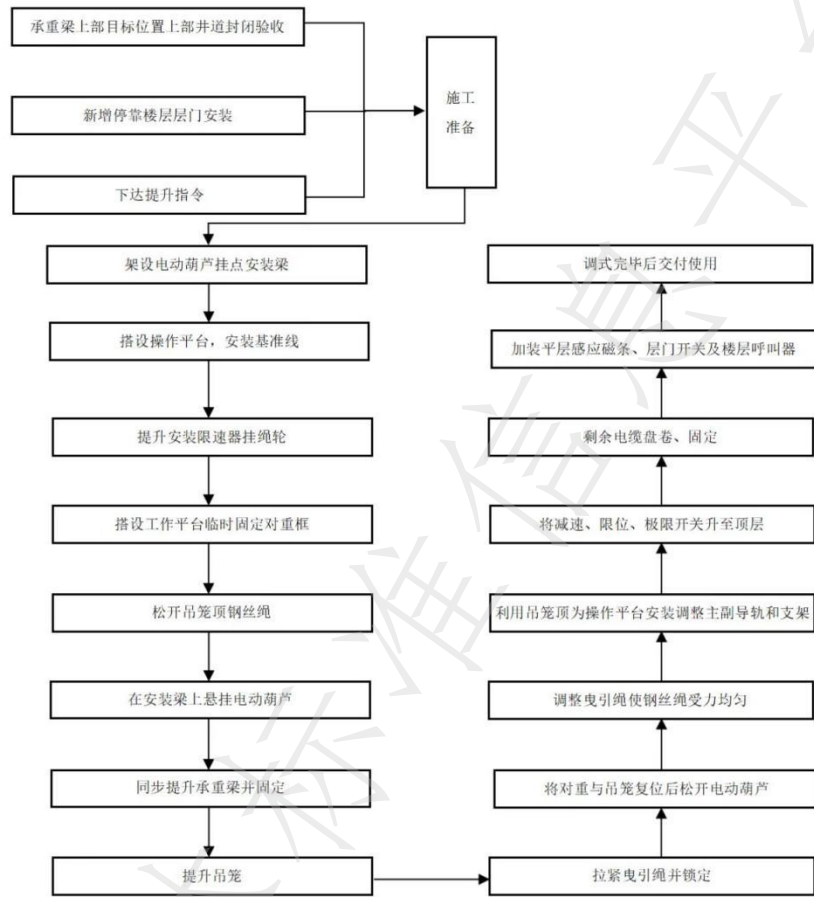 承重梁上部目标位置上部井道封闭验收
新增停靠楼层层门安装
下达提升指令
施工
准备
架设电动葫芦挂点安装梁
搭设操作平台，安装基准线
提升安装限速器挂绳轮
搭设工作平台临时固定对重框
松开吊笼顶钢丝绳
在安装梁上悬挂电动葫芦
同步提升承重梁并固定
提升吊笼
拉紧曳引绳并锁定
将对重与吊笼复位后松开电动葫芦
调整曳引绳使钢丝绳受力均匀
利用吊笼顶为操作平台安装调整主副导轨和支架
将减速、限位、极限开关升至顶层
剩余电缆盘卷、固定
加装平层感应磁条、层门开关及楼层呼叫器
调式完毕后交付使用
标准信息平